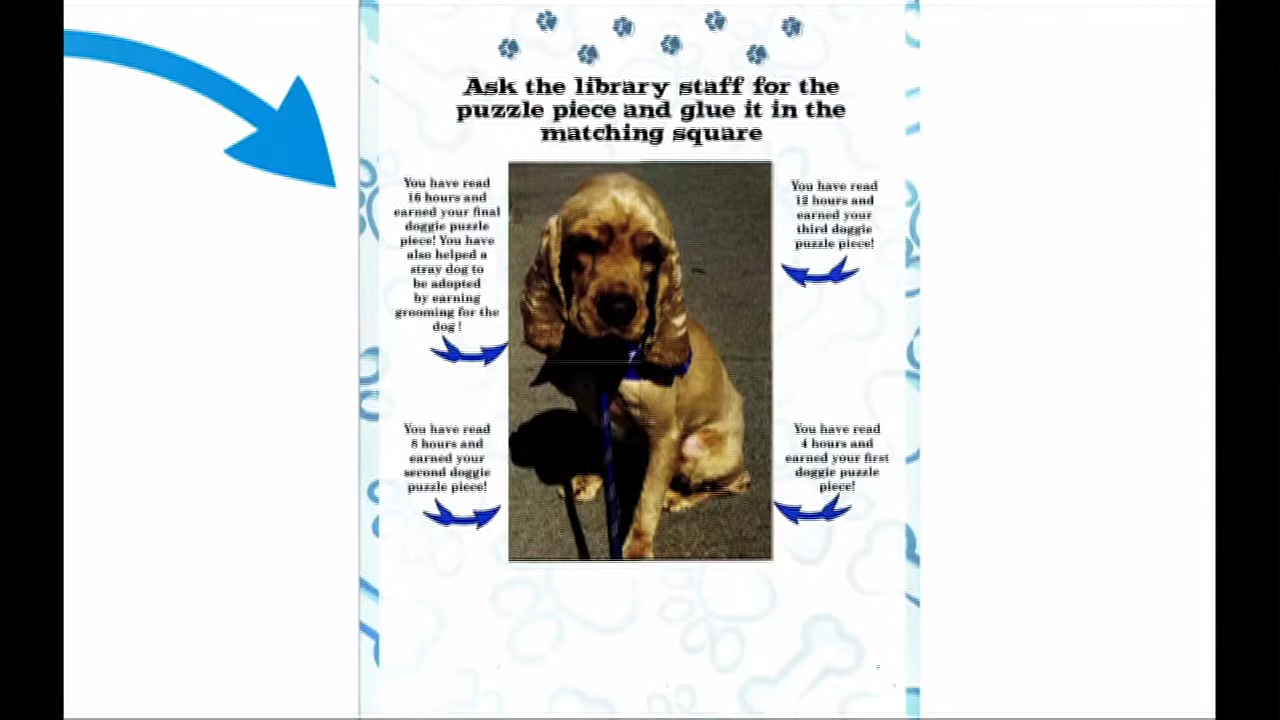 Ask the library staff for the
puzzle piece and glue it in the
matching square
You have read
16 hours and
earned your final
doggie puzzle
piece! You have
also helped a
stray dog to
be adopted
by earning
grooming for the
dog!
You have read
12 hours and
earned your
third doggie
puzzle piece!
You have read
8 hours and
earned your
second doggie
puzzle piece!
You have read
4 hours and
earned your first
doggie puzzle
piece!